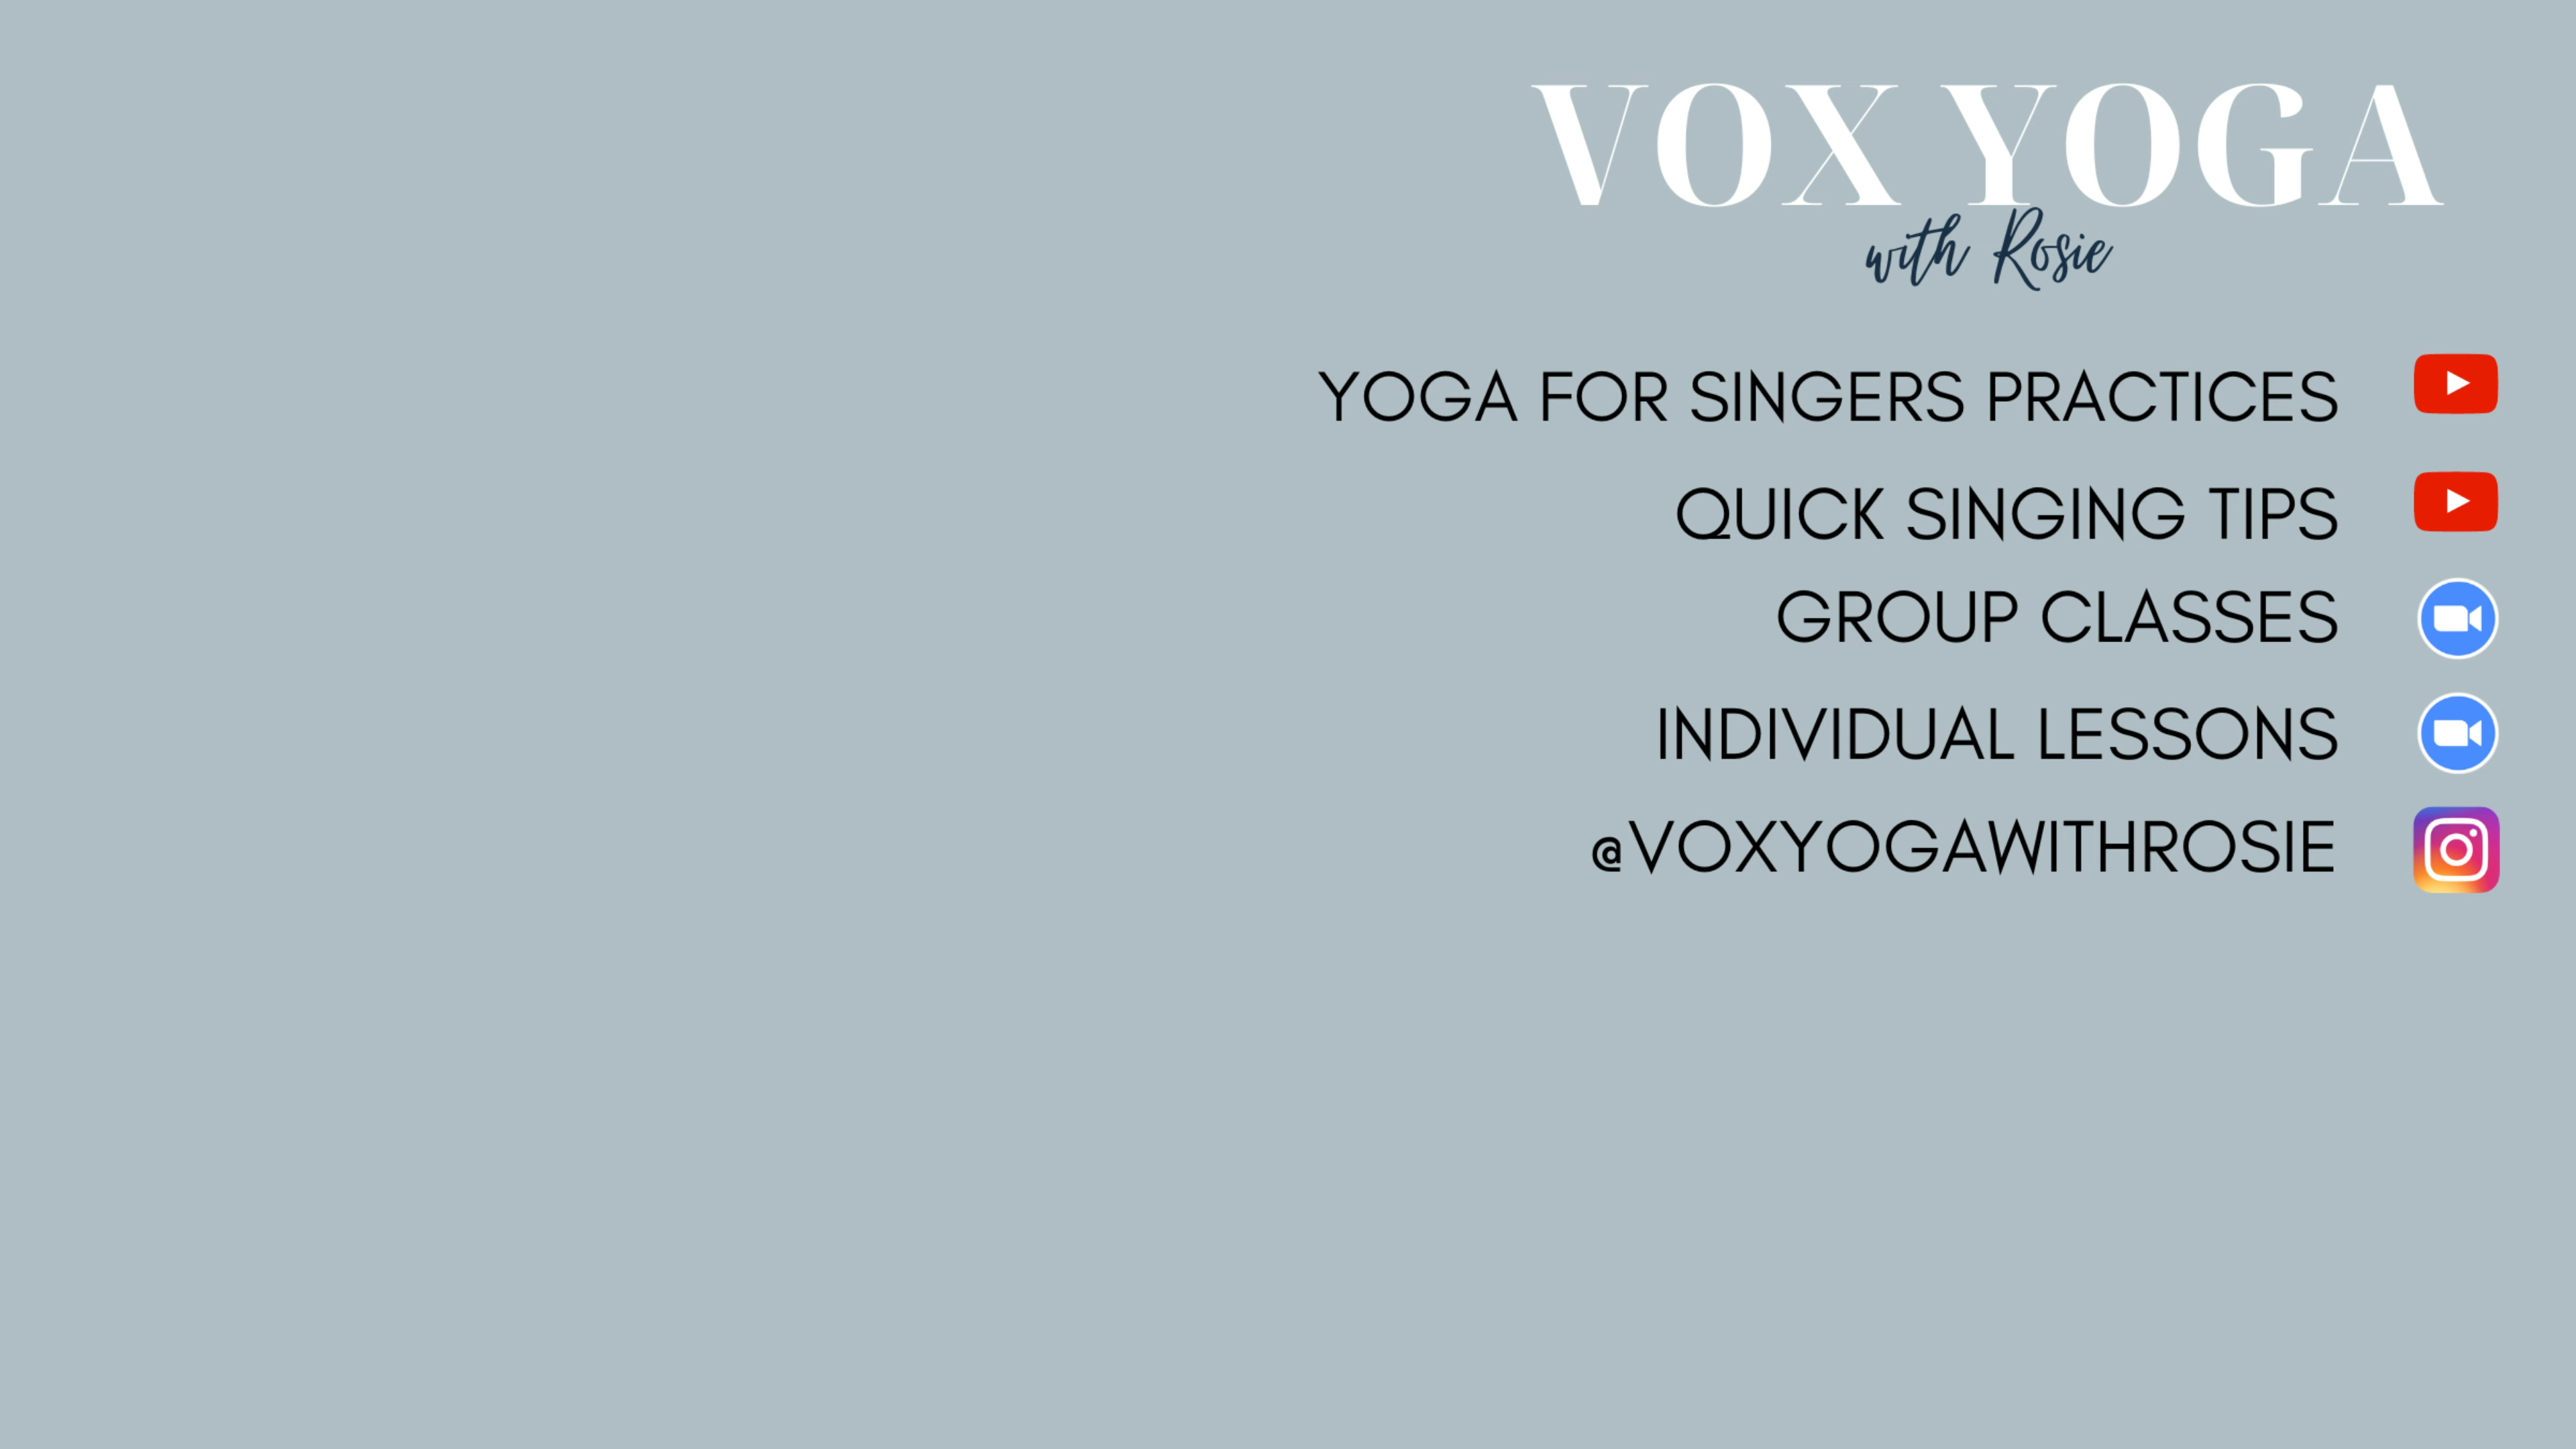 VOX YOGA
with Rosie
YOGA FOR SINGERS PRACTICES
QUICK SINGING TIPS
GROUP CLASSES
INDIVIDUAL LESSONS
@VOXYOGAWITHROSIE